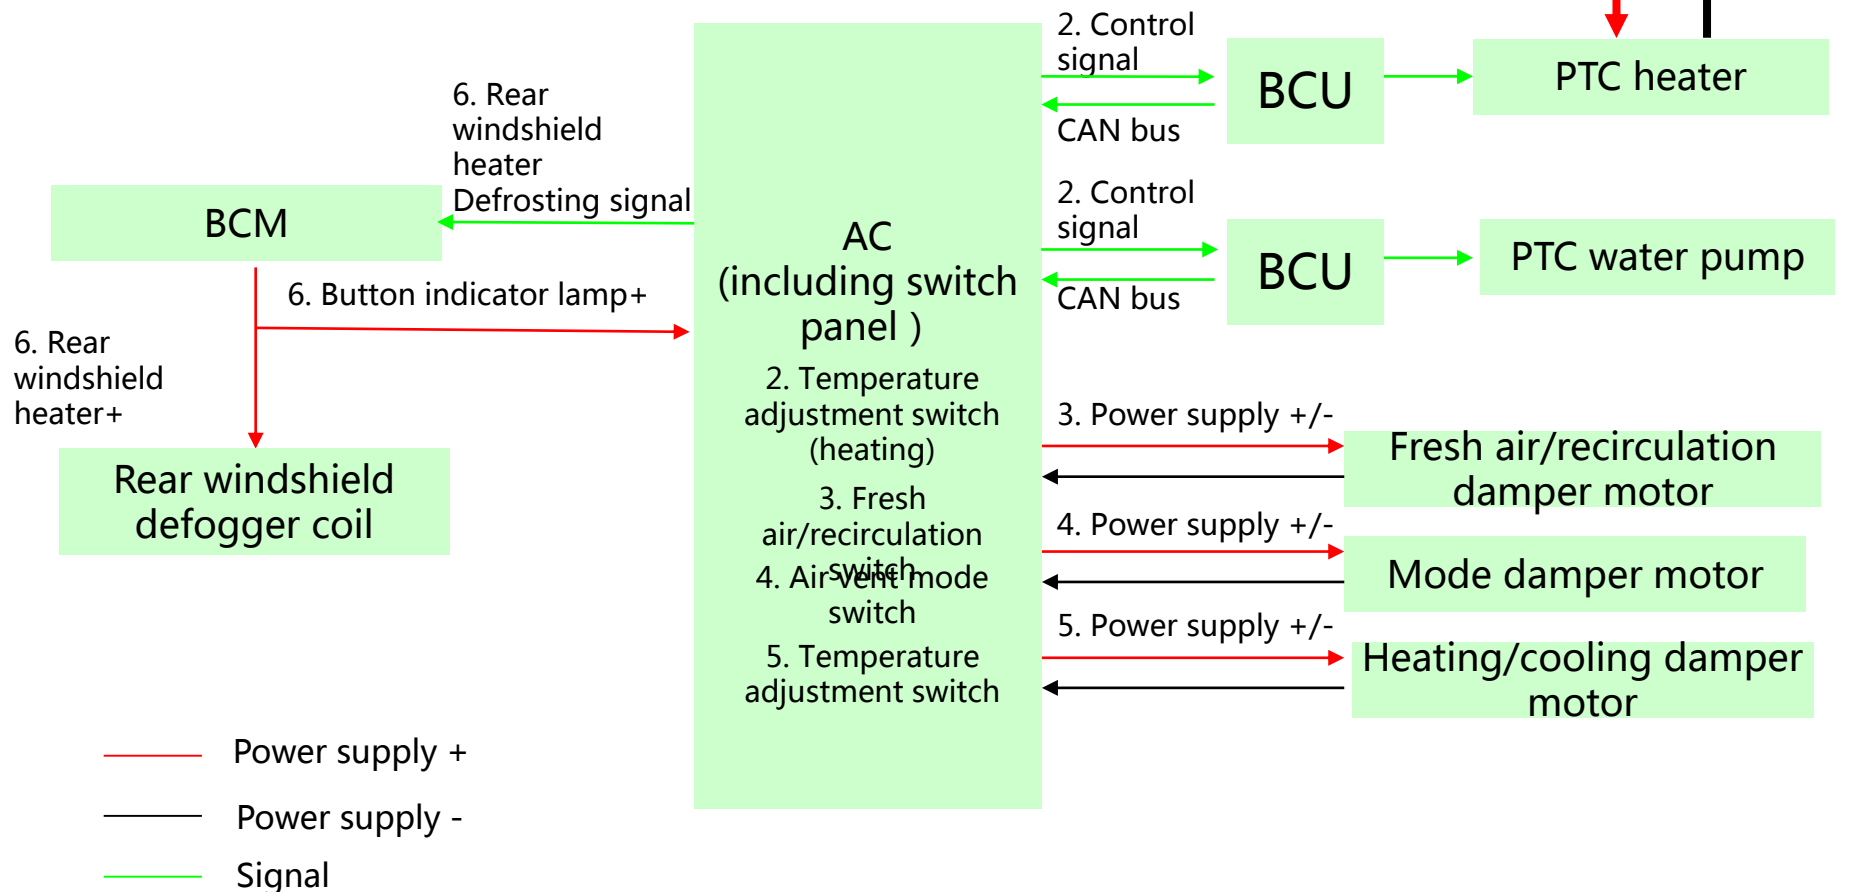 2. Control
signal
BCU
PTC heater
CAN bus
6. Rear
windshield
heater
Defrosting signal
BCM
2. Control
signal
BCU
PTC water pump
CAN bus
AC
(including switch
panel )
6. Button indicator lamp+
6. Rear
windshield
heater+
Rear windshield
defogger coil
2. Temperature
adjustment switch
(heating)
3. Fresh
air/recirculation
switch
4. Air vent mode
switch
5. Temperature
adjustment switch
3. Power supply +/-
Fresh air/recirculation
damper motor
4. Power supply +/-
Mode damper motor
5. Power supply +/-
Heating/cooling damper
motor
Power supply +
Power supply -
Signal